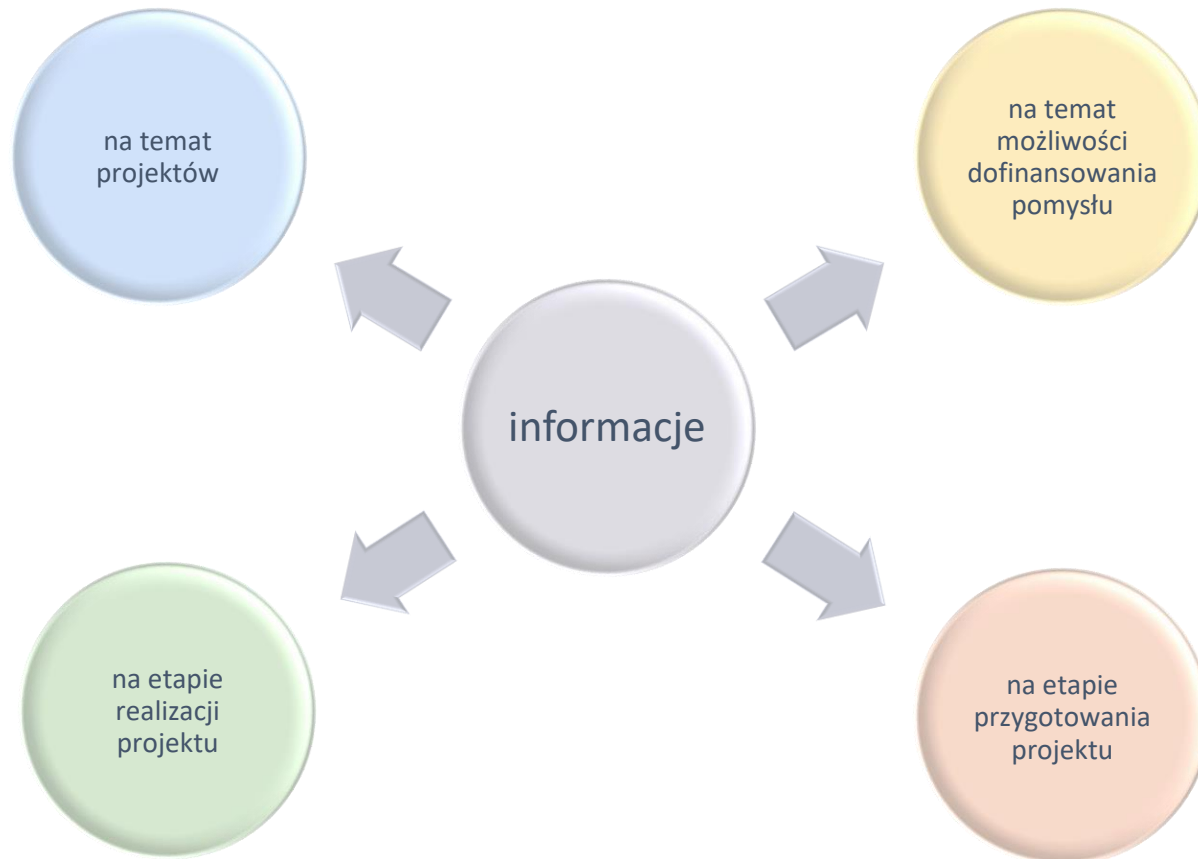 na temat
projektów
na temat
możliwości
dofinansowania
pomysłu
informacje
na etapie
realizacji
projektu
na etapie
przygotowania
projektu